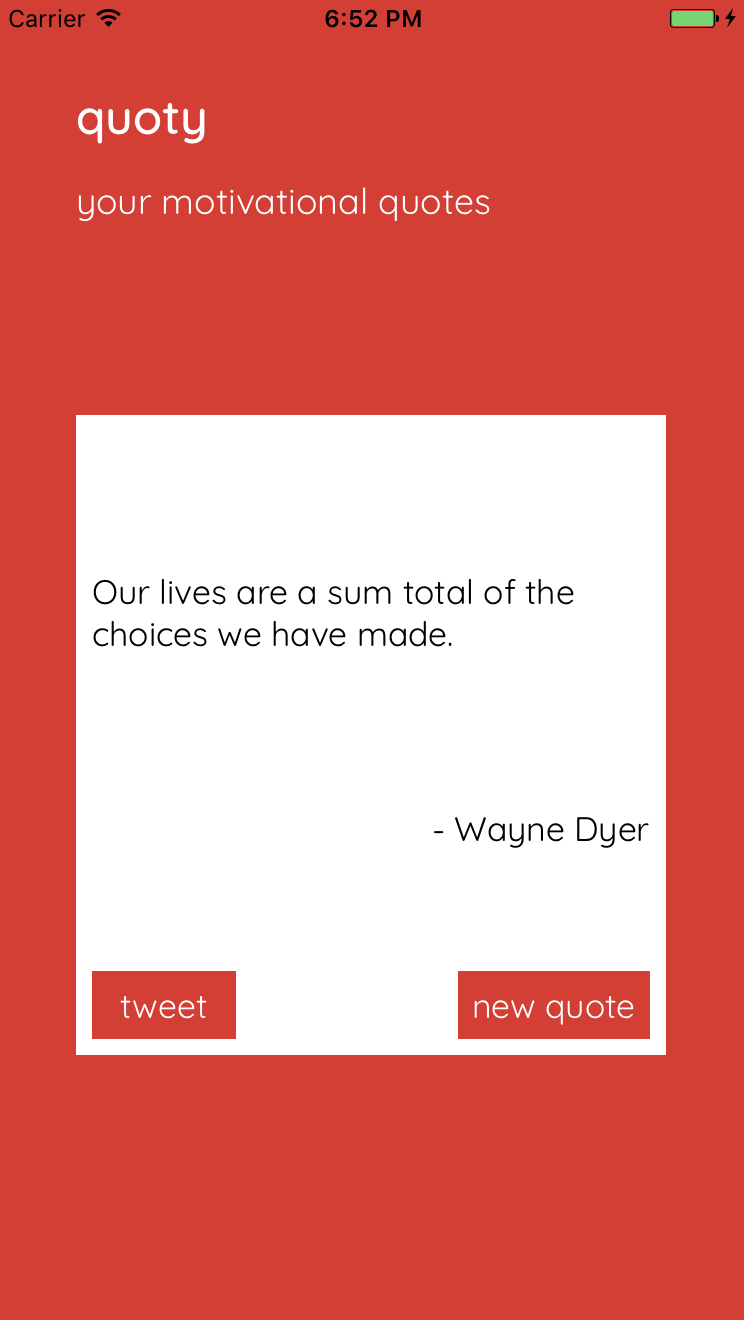 Carrier 6:52 PM
quoty
your motivational quotes
Our lives are a sum total of the
choices we have made.
- Wayne Dyer
tweet new quote